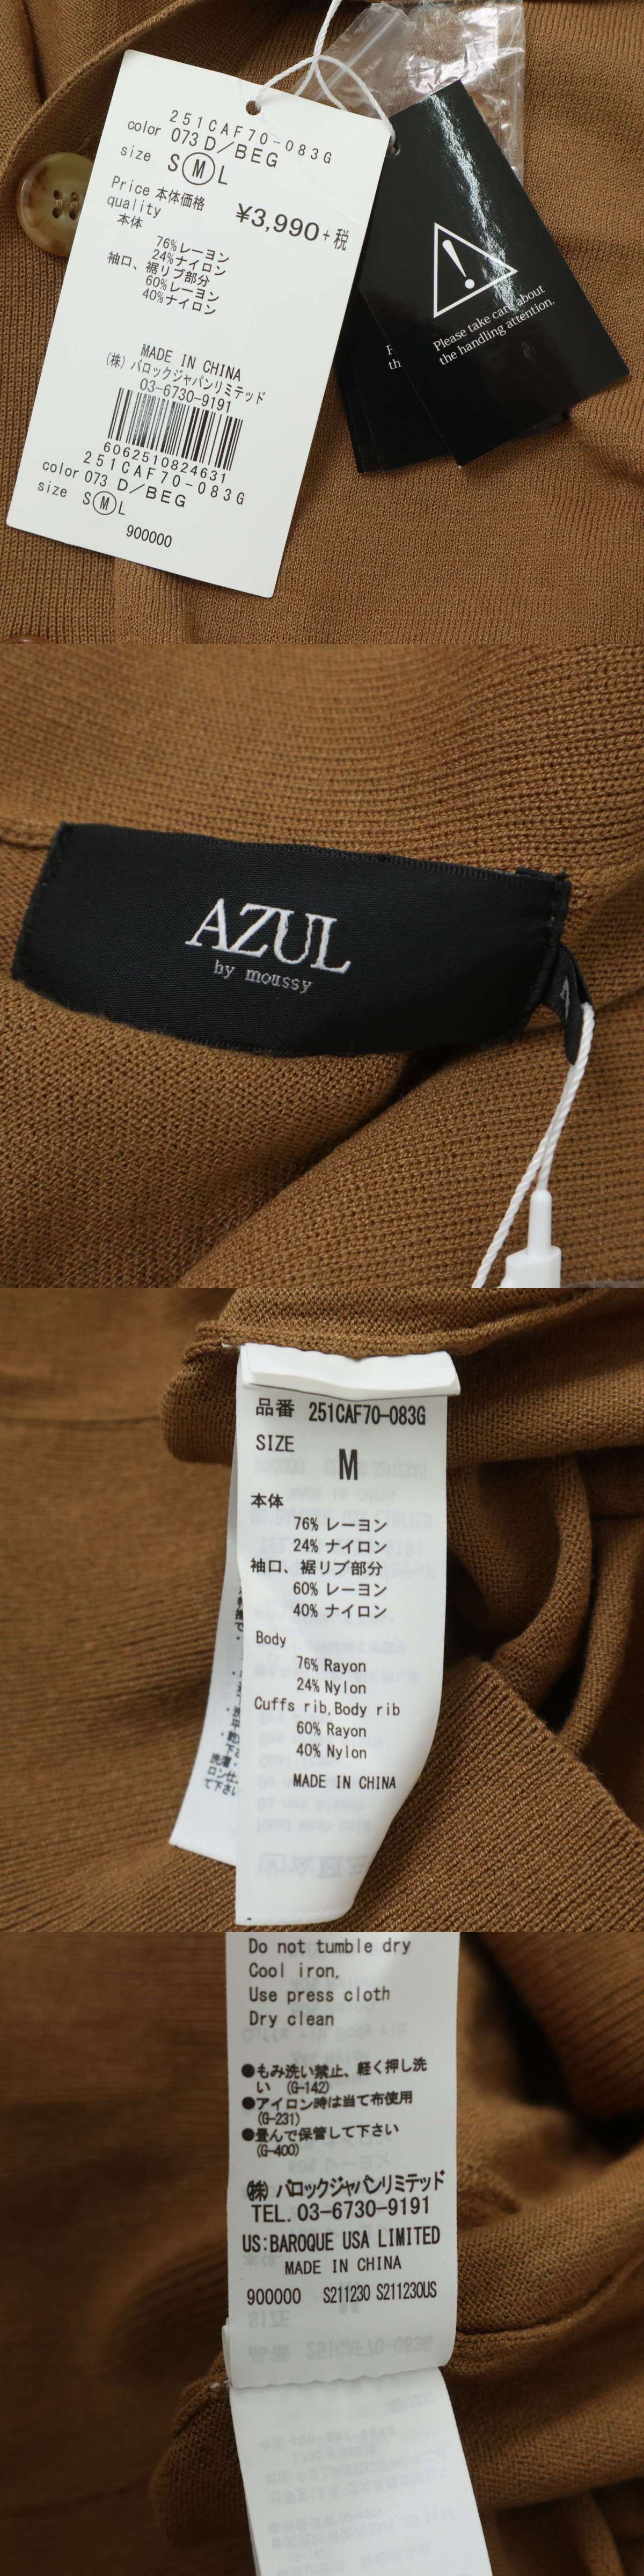 251CAF70-083G
color 073 D/BEG
size S M L
Price 本体価格
¥3,990+税
quality
本体
76%レーヨン
24%ナイロン
袖口、裾リブ部分
60%レーヨン
40%ナイロン
MADE IN CHINA
(株)バロックジャパンリミテッド
03-6730-9191
6062510824631
251CAF70-083G
color 073 D/BEG
size S M L
900000
Please take care about
the handling attention.
AZUL
by moussy
品番 251CAF70-083G
SIZE
M
本体
76% レーヨン
24% ナイロン
袖口、裾リブ部分
60% レーヨン
40% ナイロン
Body
76% Rayon
24% Nylon
Cuffs rib,Body rib
60% Rayon
40% Nylon
MADE IN CHINA
Do not tumble dry
Cool iron,
Use press cloth
Dry clean
●もみ洗い禁止、軽く押し洗
い (G-142)
●アイロン時は当て布使用
(G-231)
●畳んで保管して下さい
(G-400)
(株)バロックジャパンリミテッド
TEL. 03-6730-9191
US:BAROQUE USA LIMITED
MADE IN CHINA
900000 S211230 S211230US